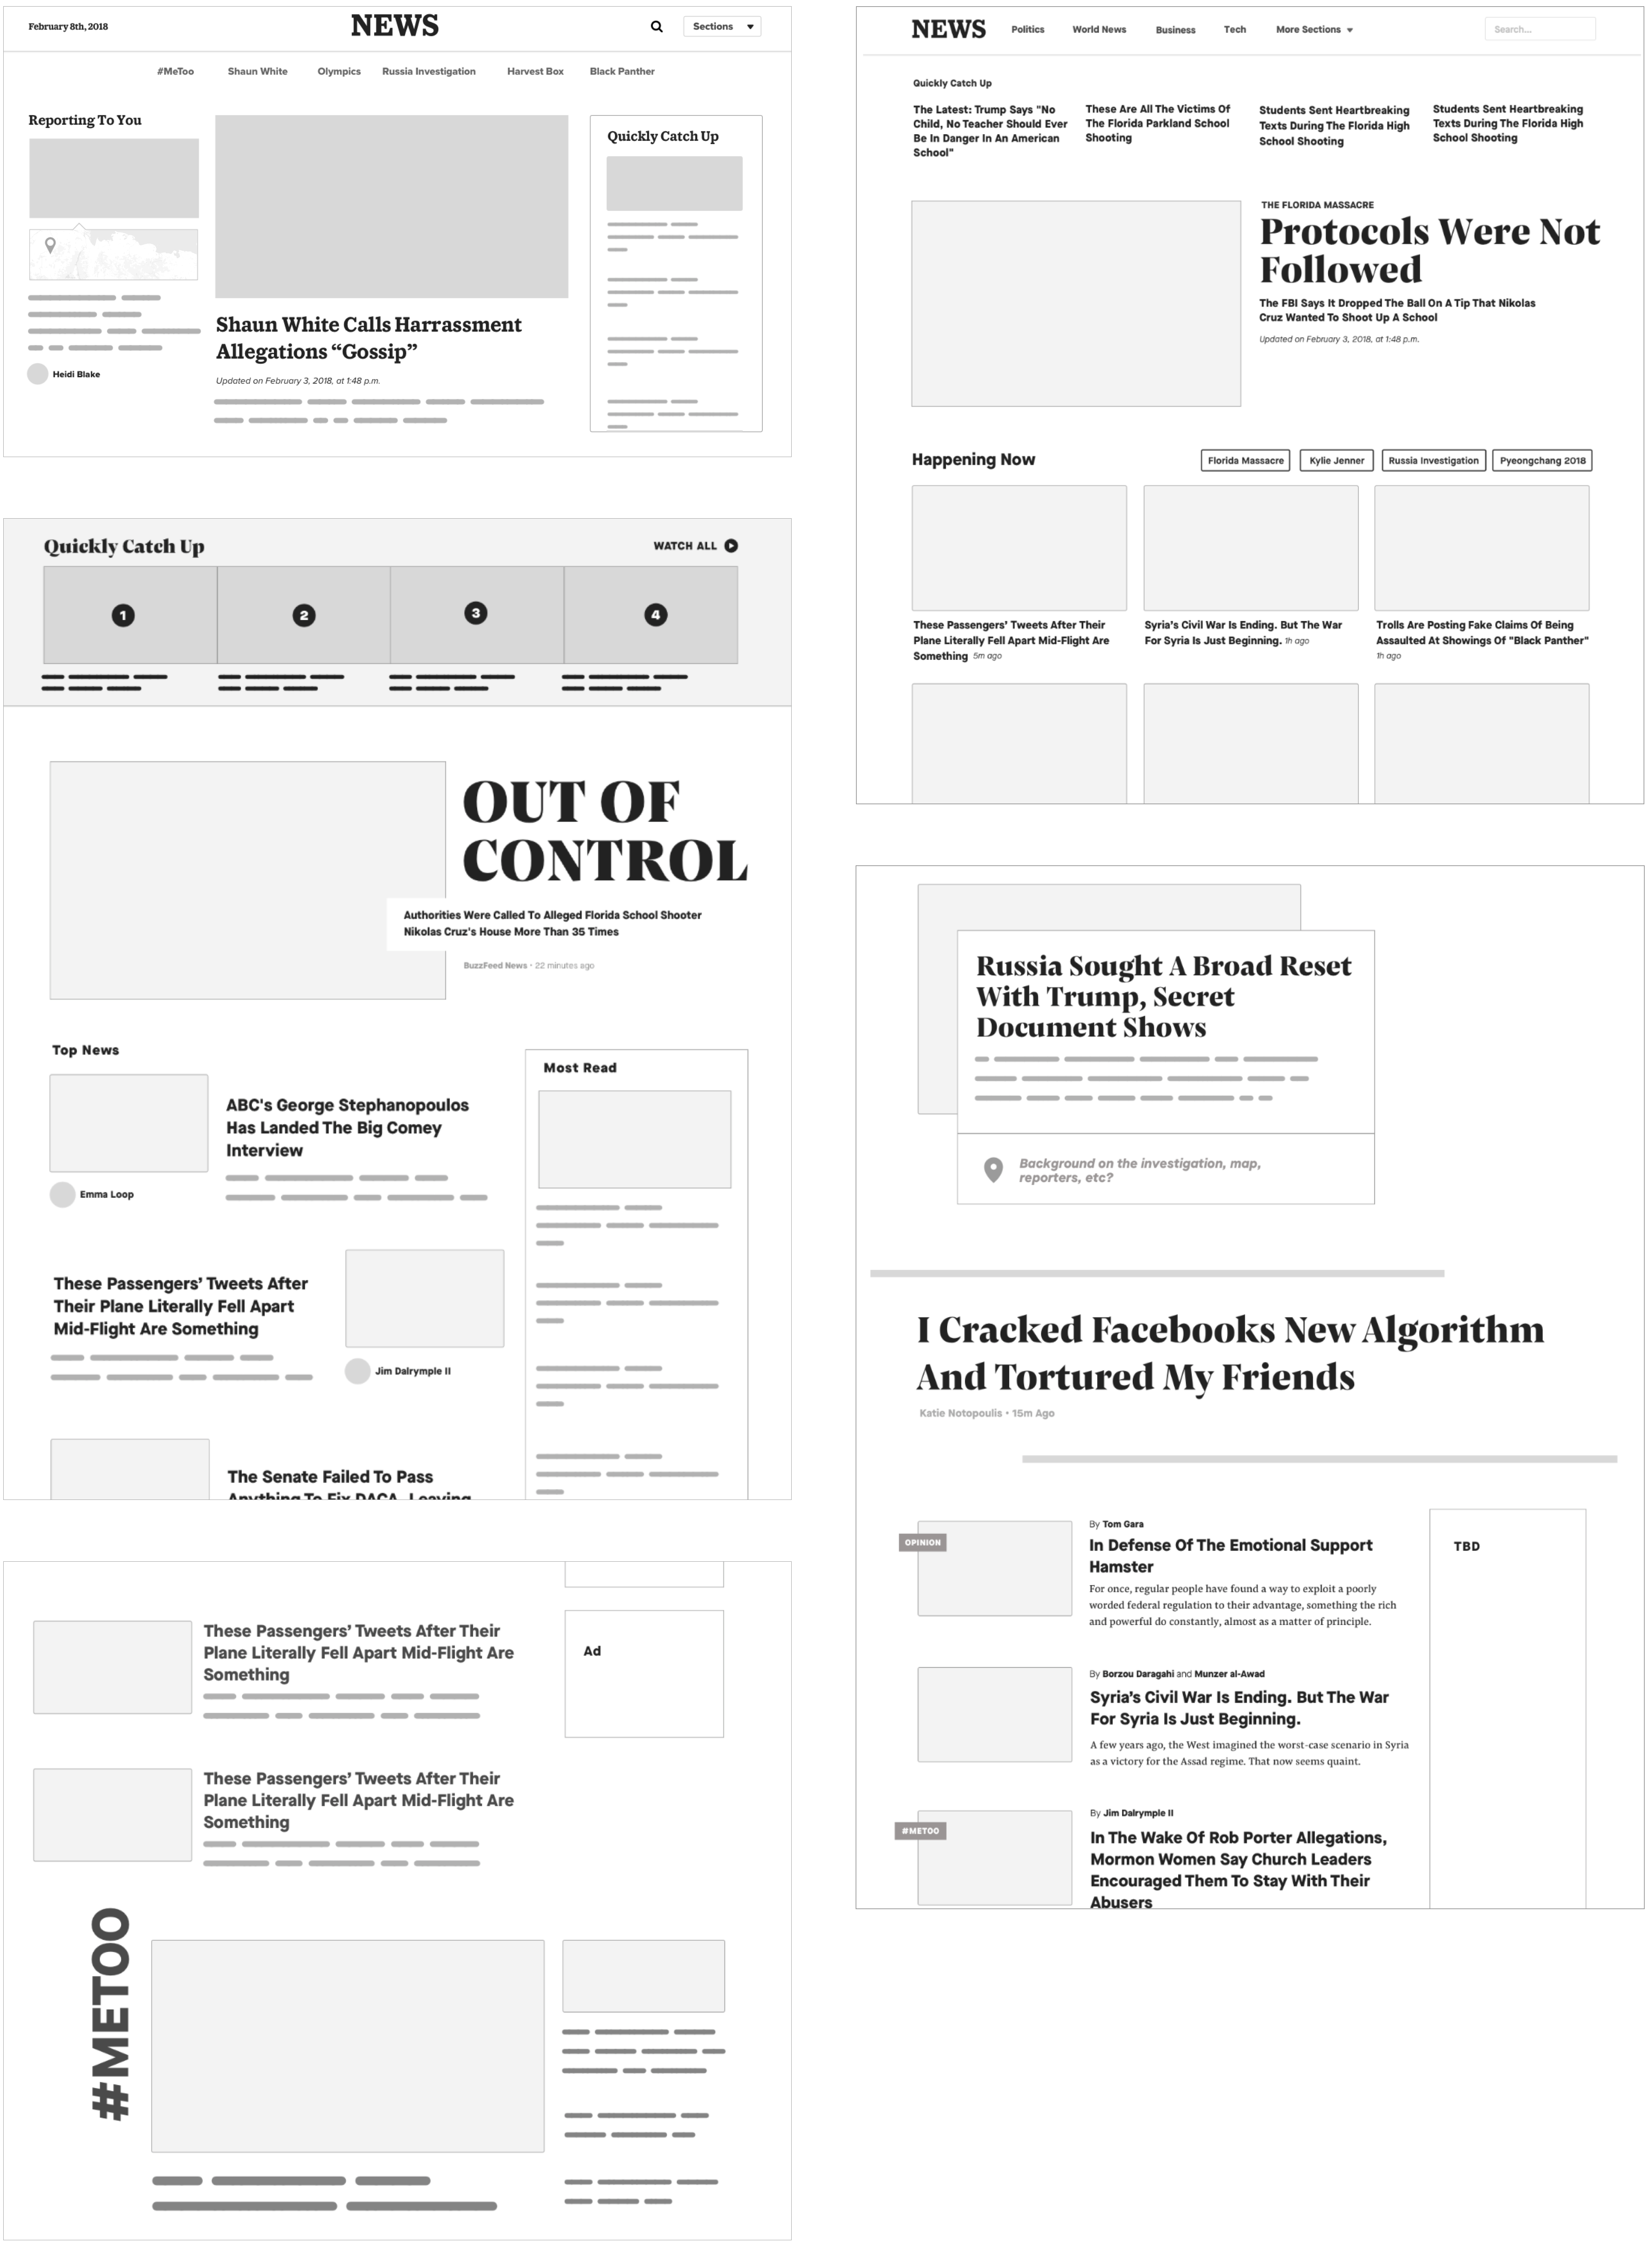 February 8th, 2018
NEWS
Sections
#MeToo
Shaun White
Olympics
Russia Investigation
Harvest Box
Black Panther
Reporting To You
Heidi Blake
Shaun White Calls Harrassment
Allegations “Gossip”
Updated on February 3, 2018, at 1:48 p.m.
Quickly Catch Up
Quickly Catch Up
WATCH ALL
1
2
3
4
OUT OF
CONTROL
Authorities Were Called To Alleged Florida School Shooter
Nikolas Cruz's House More Than 35 Times
BuzzFeed News • 22 minutes ago
Top News
ABC's George Stephanopoulos
Has Landed The Big Comey
Interview
Emma Loop
These Passengers’ Tweets After
Their Plane Literally Fell Apart
Mid-Flight Are Something
Jim Dalrymple II
The Senate Failed To Pass
Anything To Fix DACA, Leaving
Most Read
These Passengers’ Tweets After Their
Plane Literally Fell Apart Mid-Flight Are
Something
Ad
These Passengers’ Tweets After Their
Plane Literally Fell Apart Mid-Flight Are
Something
#METOO
NEWS
Politics
World News
Business
Tech
More Sections
Search...
Quickly Catch Up
The Latest: Trump Says "No
Child, No Teacher Should Ever
Be In Danger In An American
School"
These Are All The Victims Of
The Florida Parkland School
Shooting
Students Sent Heartbreaking
Texts During The Florida High
School Shooting
Students Sent Heartbreaking
Texts During The Florida High
School Shooting
THE FLORIDA MASSACRE
Protocols Were Not
Followed
The FBI Says It Dropped The Ball On A Tip That Nikolas
Cruz Wanted To Shoot Up A School
Updated on February 3, 2018, at 1:48 p.m.
Happening Now
Florida Massacre
Kylie Jenner
Russia Investigation
Pyeongchang 2018
These Passengers’ Tweets After Their
Plane Literally Fell Apart Mid-Flight Are
Something 5m ago
Syria’s Civil War Is Ending. But The War
For Syria Is Just Beginning. 1h ago
Trolls Are Posting Fake Claims Of Being
Assaulted At Showings Of "Black Panther"
1h ago
Russia Sought A Broad Reset
With Trump, Secret
Document Shows
Background on the investigation, map,
reporters, etc?
I Cracked Facebooks New Algorithm
And Tortured My Friends
Katie Notopoulis • 15m Ago
OPINION
By Tom Gara
In Defense Of The Emotional Support
Hamster
For once, regular people have found a way to exploit a poorly
worded federal regulation to their advantage, something the rich
and powerful do constantly, almost as a matter of principle.
TBD
By Borzou Daragahi and Munzer al-Awad
Syria’s Civil War Is Ending. But The War
For Syria Is Just Beginning.
A few years ago, the West imagined the worst-case scenario in Syria
as a victory for the Assad regime. That now seems quaint.
#METOO
By Jim Dalrymple II
In The Wake Of Rob Porter Allegations,
Mormon Women Say Church Leaders
Encouraged Them To Stay With Their
Abusers